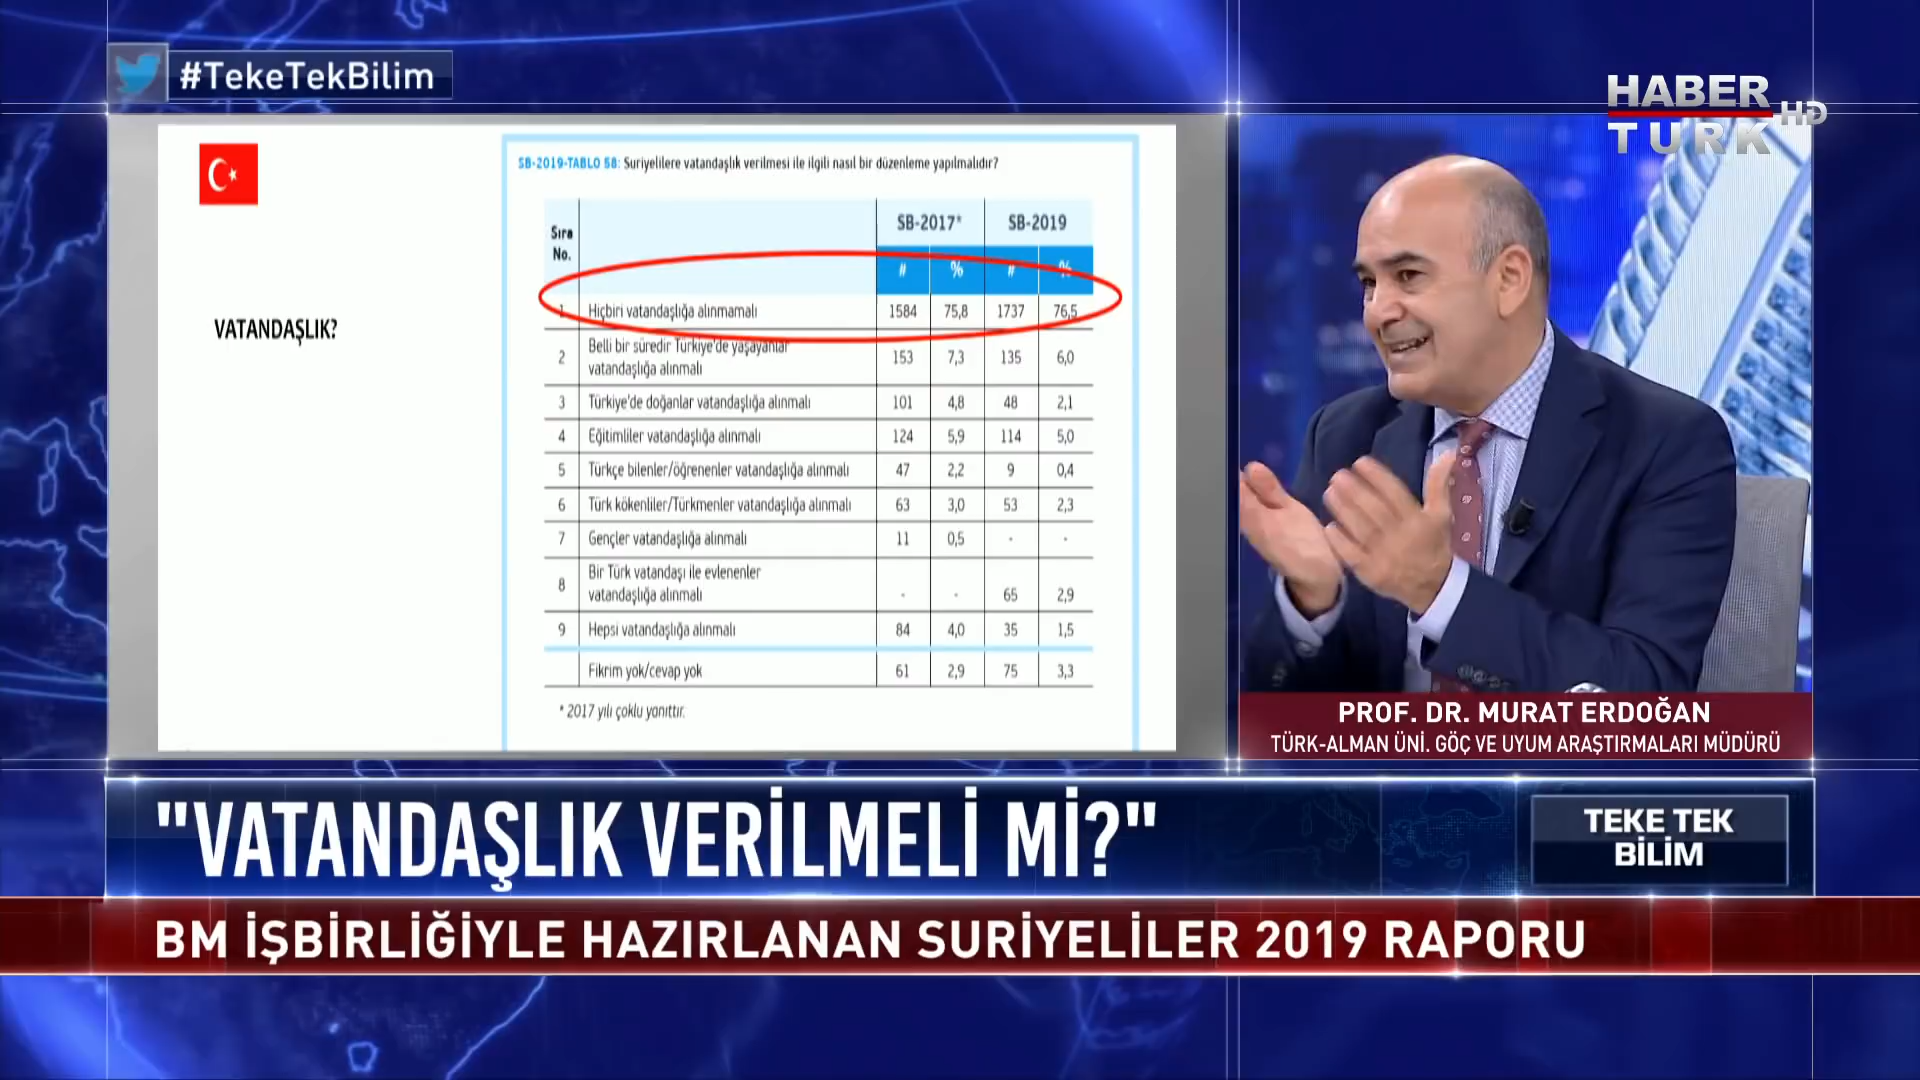 #TekeTekBilim
HABER
TURK HD
SB-2019-TABLO 58: Suriyelilere vatandaşlık verilmesi ile ilgili nasıl bir düzenleme yapılmalıdır?
VATANDAŞLIK?
Sıra No. SB-2017* SB-2019
# % # %
1 Hiçbiri vatandaşlığa alınmamalı 1584 75,8 1737 76,5
2 Belli bir süredir Türkiye'de yaşayanlar
vatandaşlığa alınmalı 153 7,3 135 6,0
3 Türkiye'de doğanlar vatandaşlığa alınmalı 101 4,8 48 2,1
4 Eğitimliler vatandaşlığa alınmalı 124 5,9 114 5,0
5 Türkçe bilenler/öğrenenler vatandaşlığa alınmalı 47 2,2 9 0,4
6 Türk kökenliler/Türkmenler vatandaşlığa alınmalı 63 3,0 53 2,3
7 Gençler vatandaşlığa alınmalı 11 0,5 - -
8 Bir Türk vatandaşı ile evlenenler
vatandaşlığa alınmalı - - 65 2,9
9 Hepsi vatandaşlığa alınmalı 84 4,0 35 1,5
Fikrim yok/cevap yok 61 2,9 75 3,3
* 2017 yılı çoklu yanıttır.
PROF. DR. MURAT ERDOĞAN
TÜRK-ALMAN ÜNİ. GÖÇ VE UYUM ARAŞTIRMALARI MÜDÜRÜ
"VATANDAŞLIK VERİLMELİ Mİ?"
TEKE TEK
BİLİM
BM İŞBİRLİĞİYLE HAZIRLANAN SURİYELİLER 2019 RAPORU